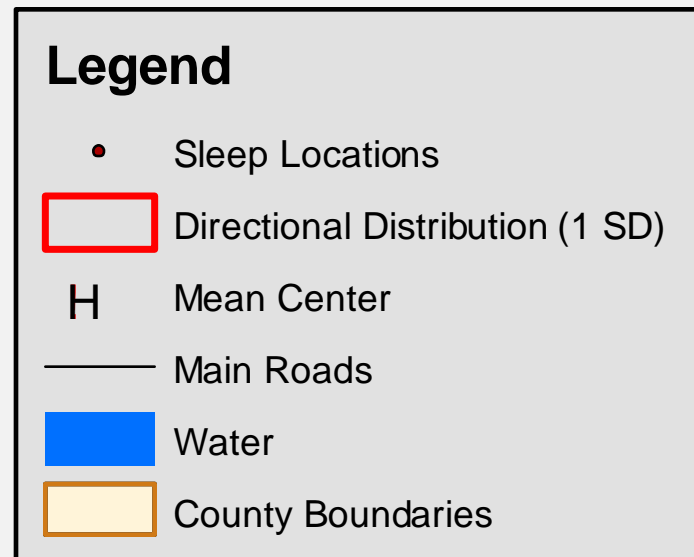 Legend
Sleep Locations
Directional Distribution (1 SD)
H Mean Center
Main Roads
Water
County Boundaries